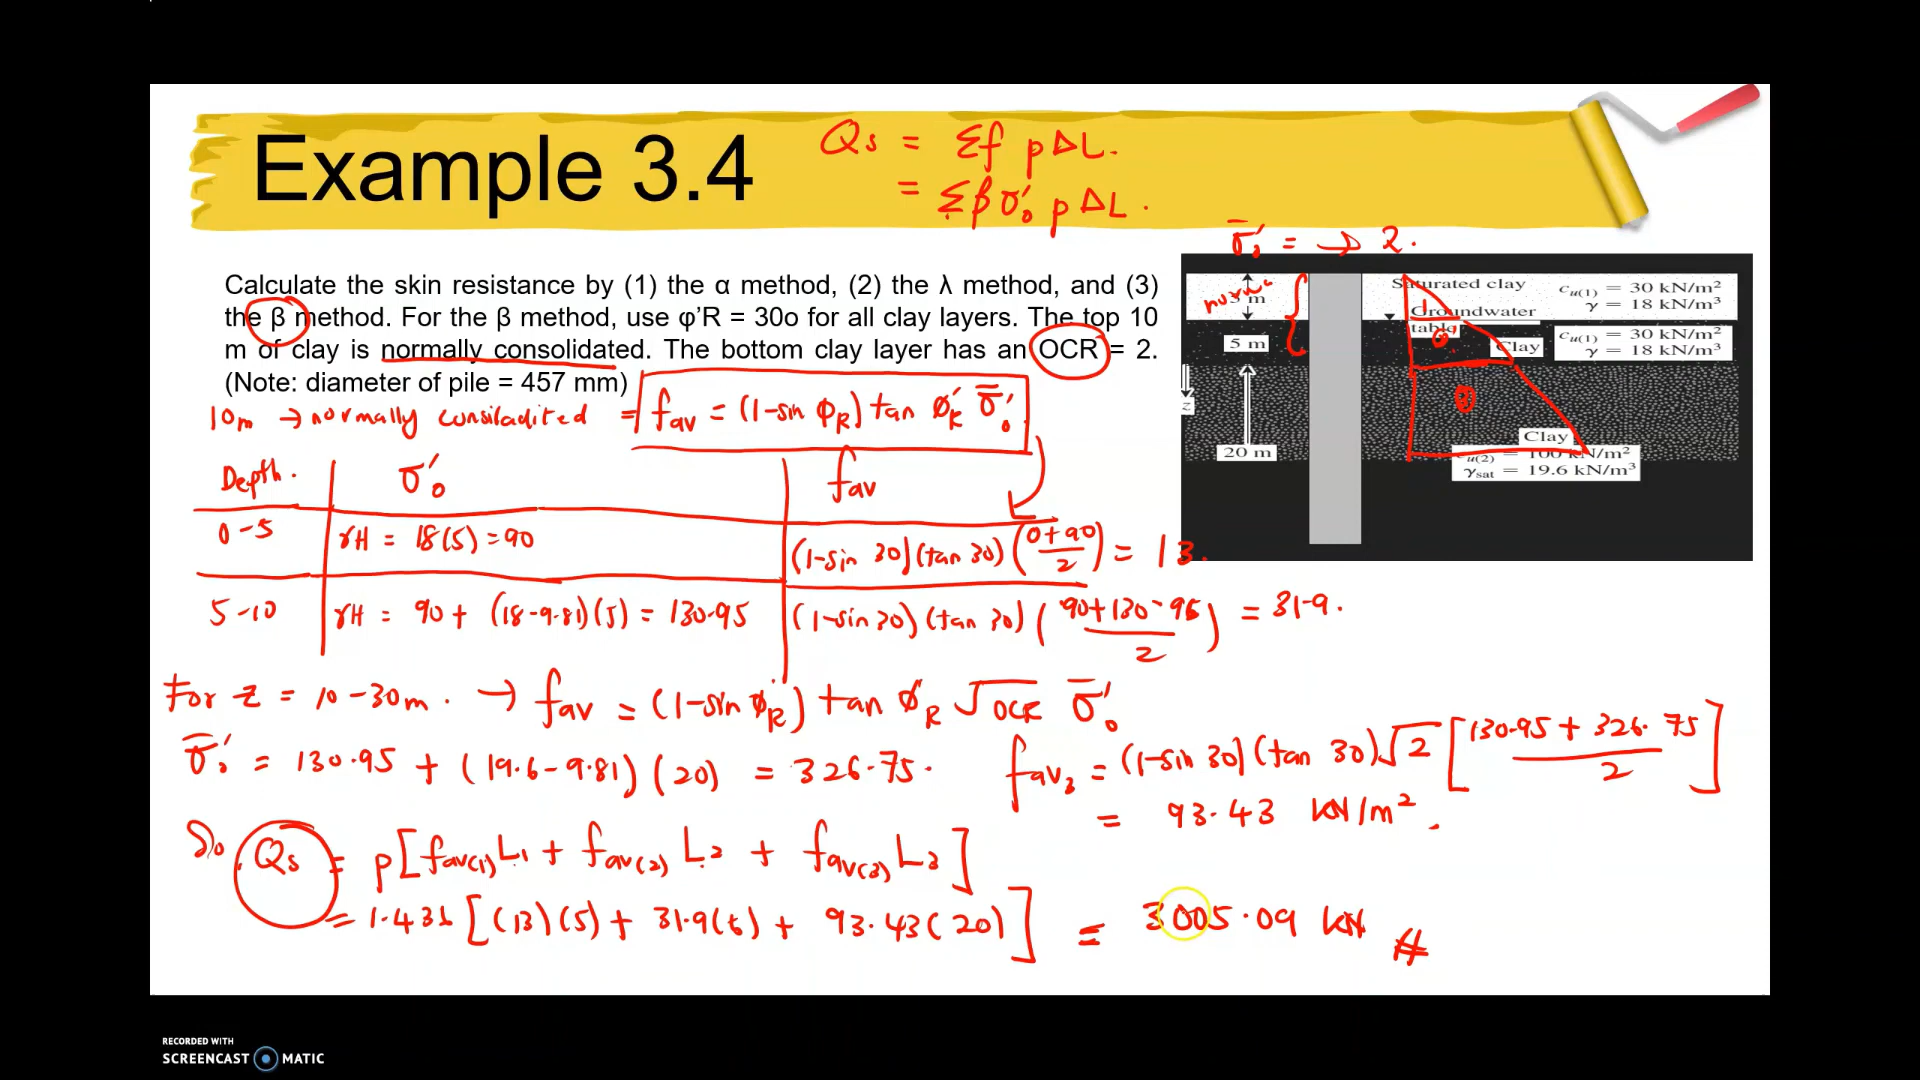 Example 3.4
Qs = Σf p ΔL.
= Σβ σ'o p ΔL.
σ̄'o = → 2.
Calculate the skin resistance by (1) the α method, (2) the λ method, and (3)
the β method. For the β method, use φ'R = 30o for all clay layers. The top 10
m of clay is normally consolidated. The bottom clay layer has an OCR = 2.
(Note: diameter of pile = 457 mm)
Saturated clay
cu(1) = 30 kN/m²
γ = 18 kN/m³
Groundwater
table
5 m
Clay
cu(1) = 30 kN/m²
γ = 18 kN/m³
z
20 m
Clay
cu(2) = 100 kN/m²
γsat = 19.6 kN/m³
10m → normally consiladited = fav = (1-sin φR) tan φ'R σ̄'o
Depth. σ'o fav
0-5 γH = 18(5) = 90 (1-sin 30)(tan 30) (0+90/2) = 13.
5-10 γH = 90 + (18-9.81)(5) = 130.95 (1-sin 30)(tan 30) (90+130.95/2) = 31.9.
For z = 10-30m. → fav = (1-sin φ'R) tan φ'R √OCR σ̄'o
σ̄'o = 130.95 + (19.6-9.81)(20) = 326.75.
fav3 = (1-sin 30)(tan 30)√2 [130.95 + 326.75/2]
= 93.43 kN/m².
So, Qs = p[fav(1)L1 + fav(2) L2 + fav(3) L3]
= 1.436 [(13)(5) + 31.9(5) + 93.43(20)] = 3005.09 kN #
RECORDED WITH
SCREENCAST MATIC